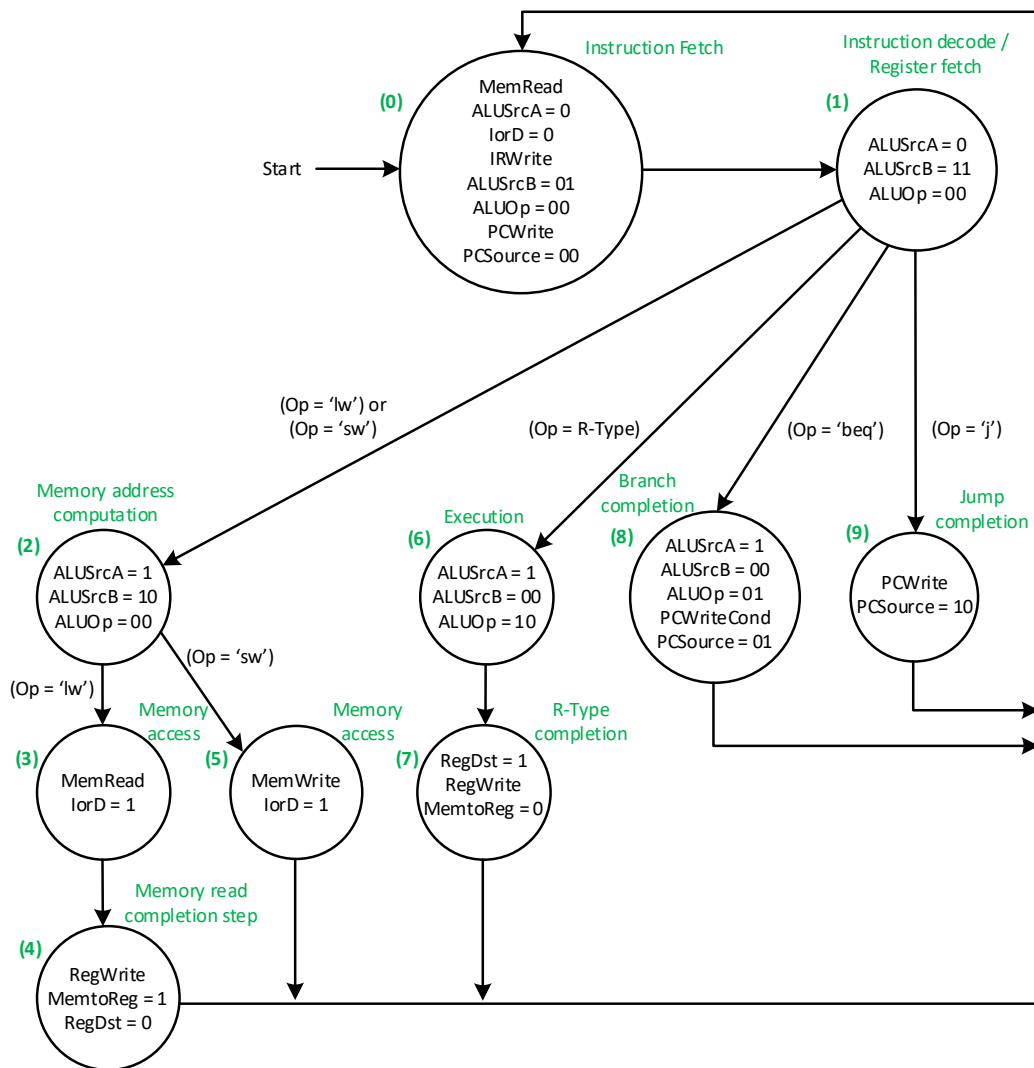 Instruction Fetch
Instruction decode /
Register fetch
(0)
MemRead
ALUSrcA = 0
IorD = 0
IRWrite
ALUSrcB = 01
ALUOp = 00
PCWrite
PCSource = 00
(1)
ALUSrcA = 0
ALUSrcB = 11
ALUOp = 00
Start
(Op = ‘lw’) or
(Op = ‘sw’)
(Op = R-Type)
(Op = ‘beq’)
(Op = ‘j’)
Memory address
computation
(2)
ALUSrcA = 1
ALUSrcB = 10
ALUOp = 00
Execution
(6)
ALUSrcA = 1
ALUSrcB = 00
ALUOp = 10
Branch
completion
(8)
ALUSrcA = 1
ALUSrcB = 00
ALUOp = 01
PCWriteCond
PCSource = 01
Jump
completion
(9)
PCWrite
PCSource = 10
(Op = ‘lw’)
(Op = ‘sw’)
Memory
access
(3)
MemRead
IorD = 1
Memory
access
(5)
MemWrite
IorD = 1
R-Type
completion
(7)
RegDst = 1
RegWrite
MemtoReg = 0
Memory read
completion step
(4)
RegWrite
MemtoReg = 1
RegDst = 0